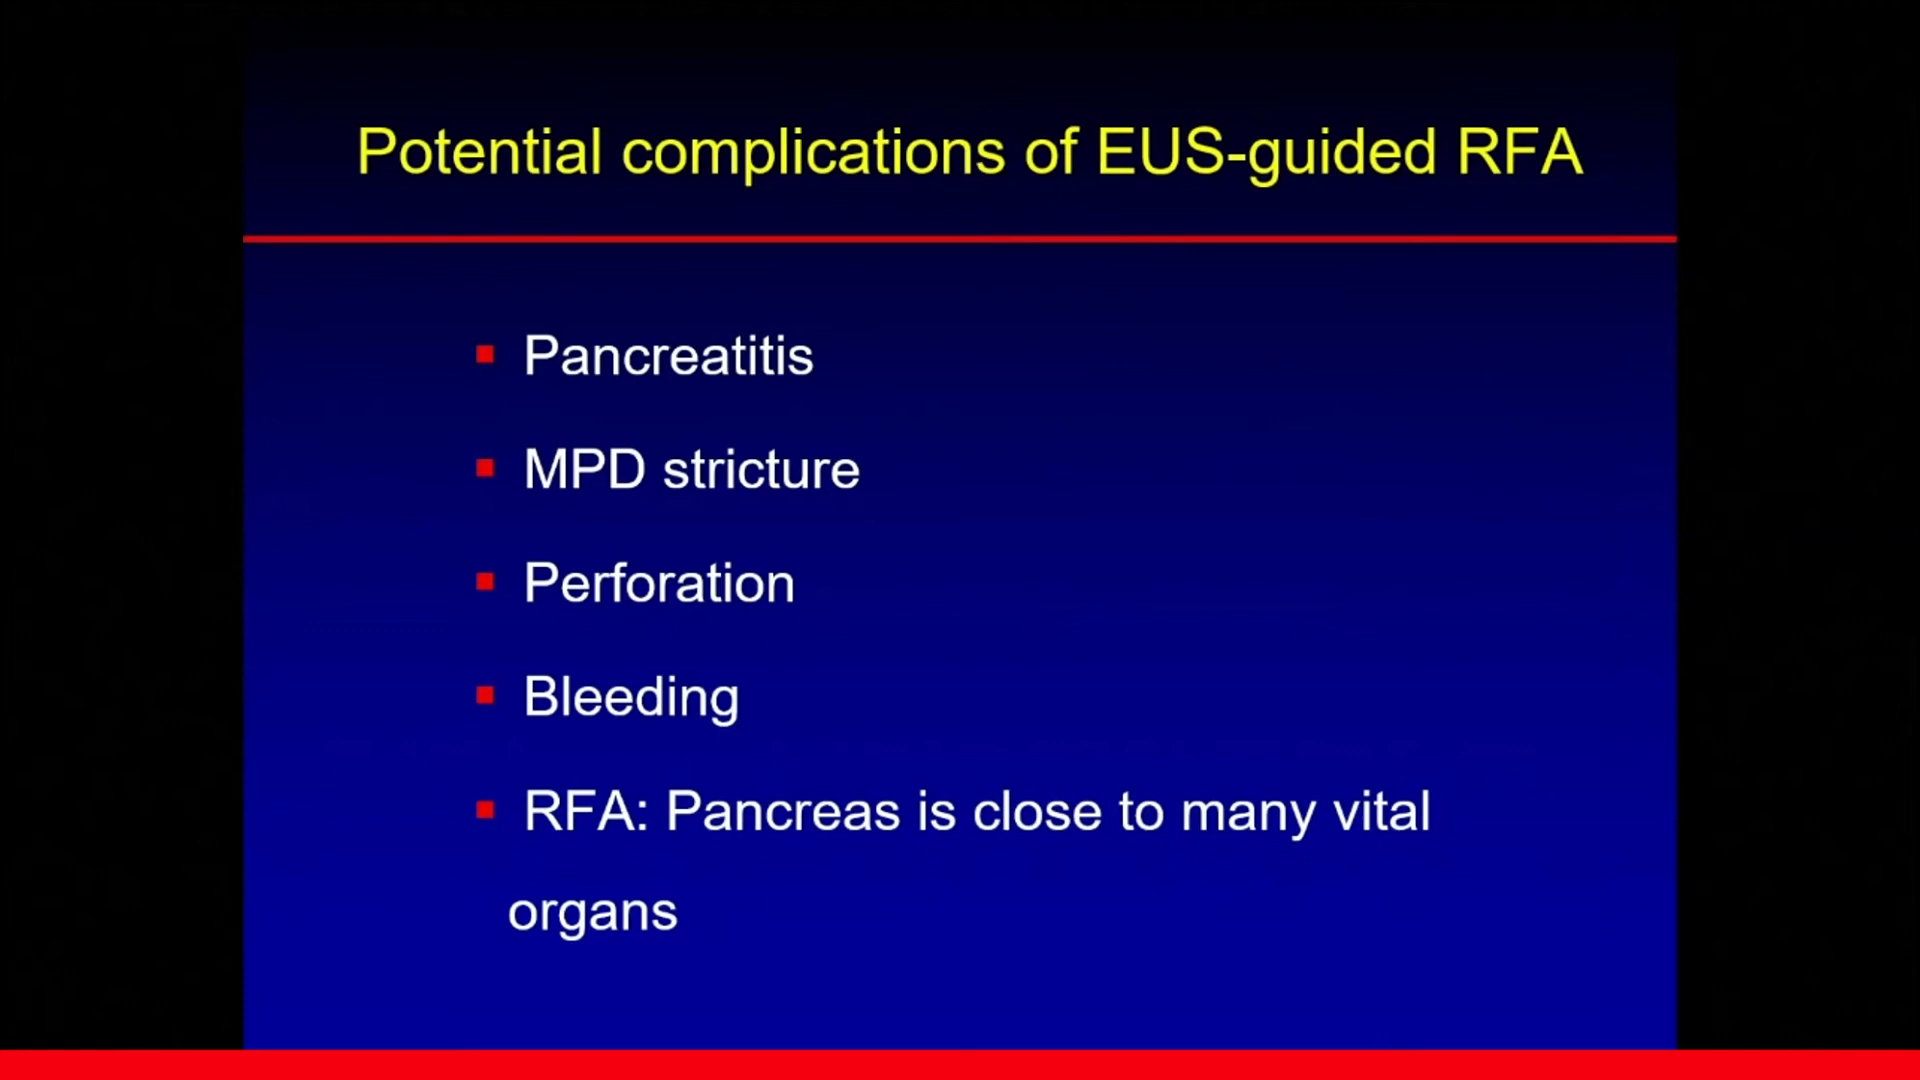 Potential complications of EUS-guided RFA
Pancreatitis
MPD stricture
Perforation
Bleeding
RFA: Pancreas is close to many vital
organs